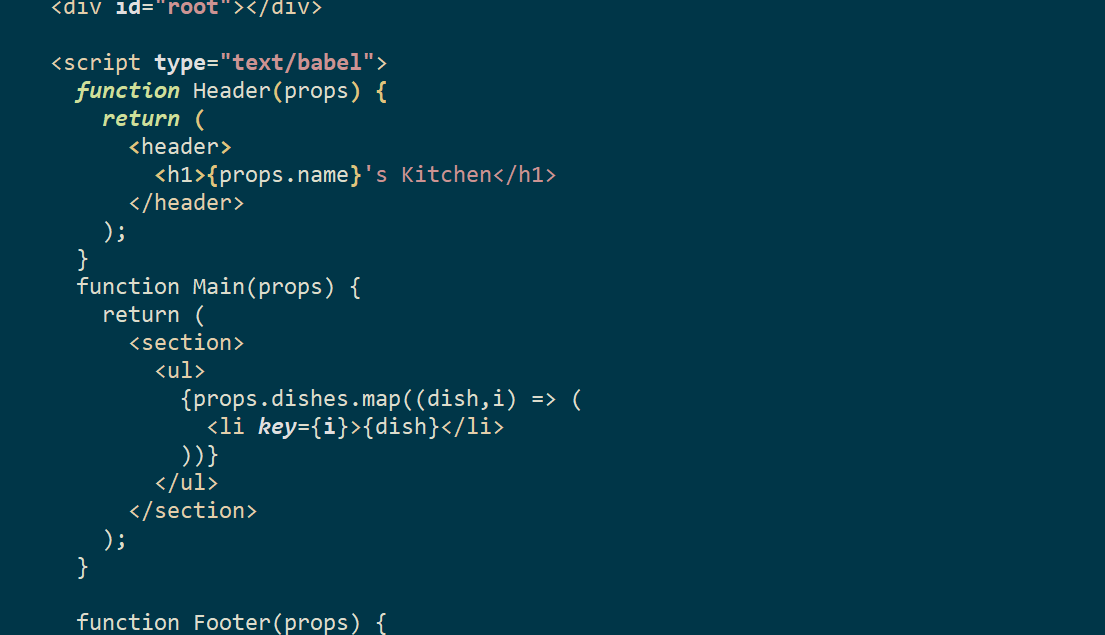 <div id="root"></div>
<script type="text/babel">
function Header(props) {
return (
<header>
<h1>{props.name}'s Kitchen</h1>
</header>
);
}
function Main(props) {
return (
<section>
<ul>
{props.dishes.map((dish,i) => (
<li key={i}>{dish}</li>
))}
</ul>
</section>
);
}
function Footer(props) {